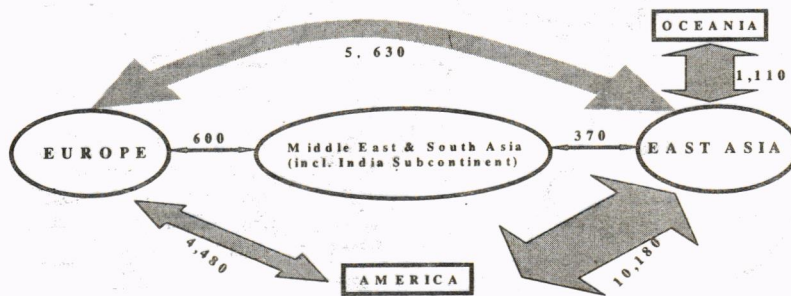 OCEANIA
5, 630
1,110
EUROPE
600
Middle East & South Asia
(incl. India Subcontinent)
370
EAST ASIA
4,480
10,180
AMERICA